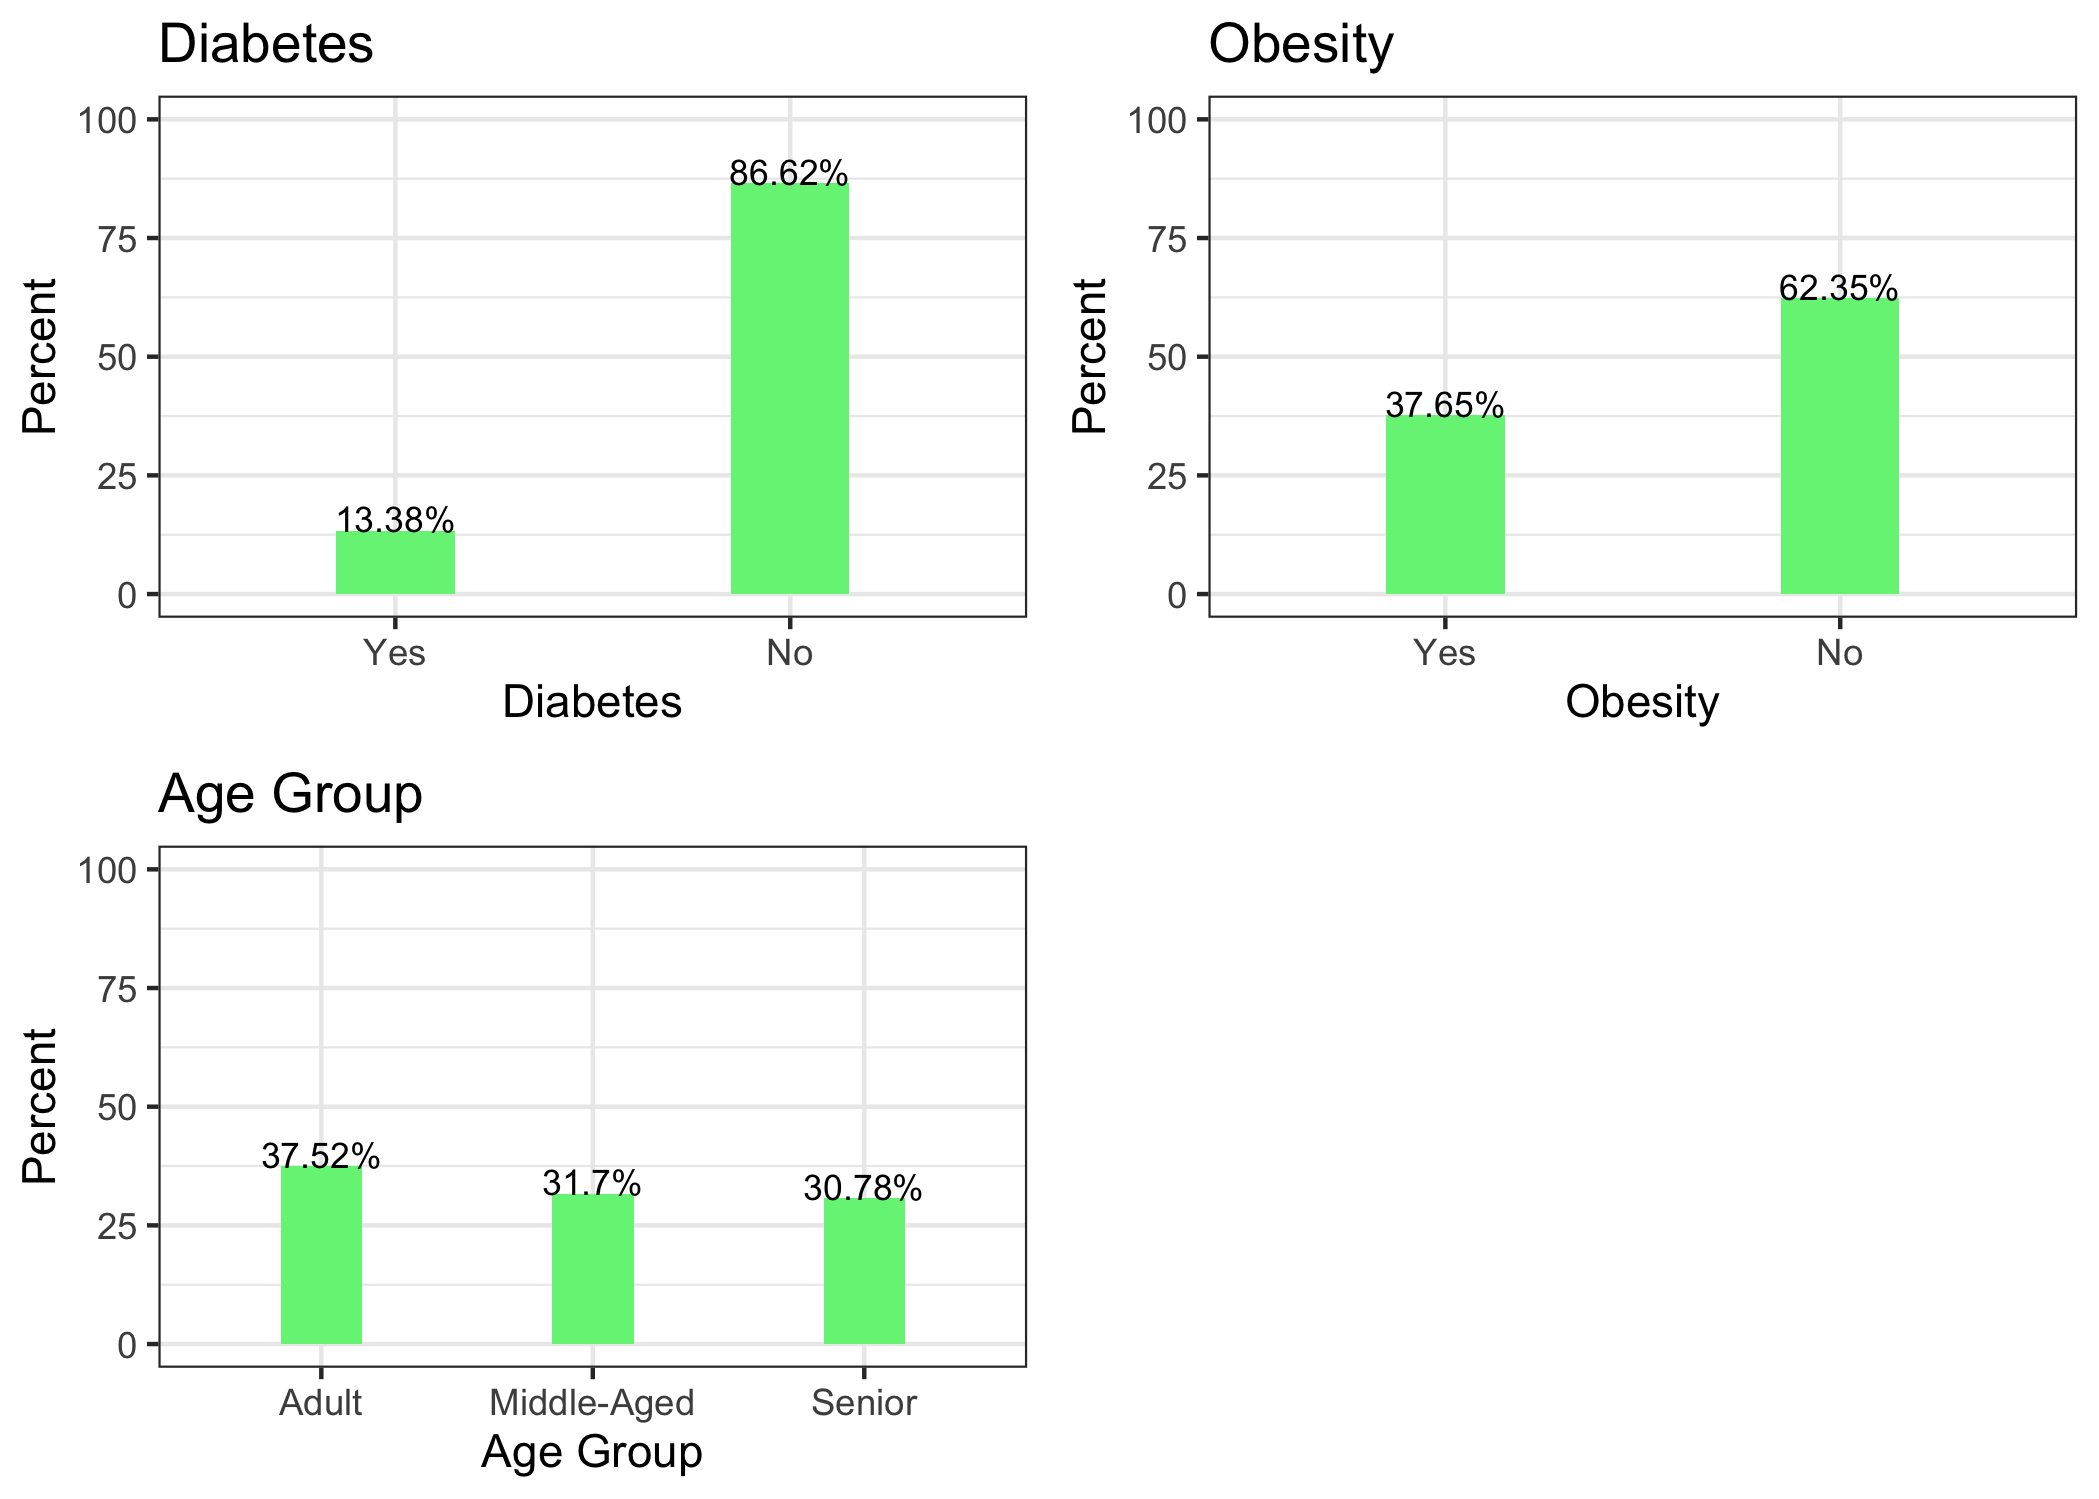 Diabetes
100
75
50
25
0
Percent
13.38%
86.62%
Yes No
Diabetes
Obesity
100
75
50
25
0
Percent
37.65%
62.35%
Yes No
Obesity
Age Group
100
75
50
25
0
Percent
37.52%
31.7%
30.78%
Adult Middle-Aged Senior
Age Group